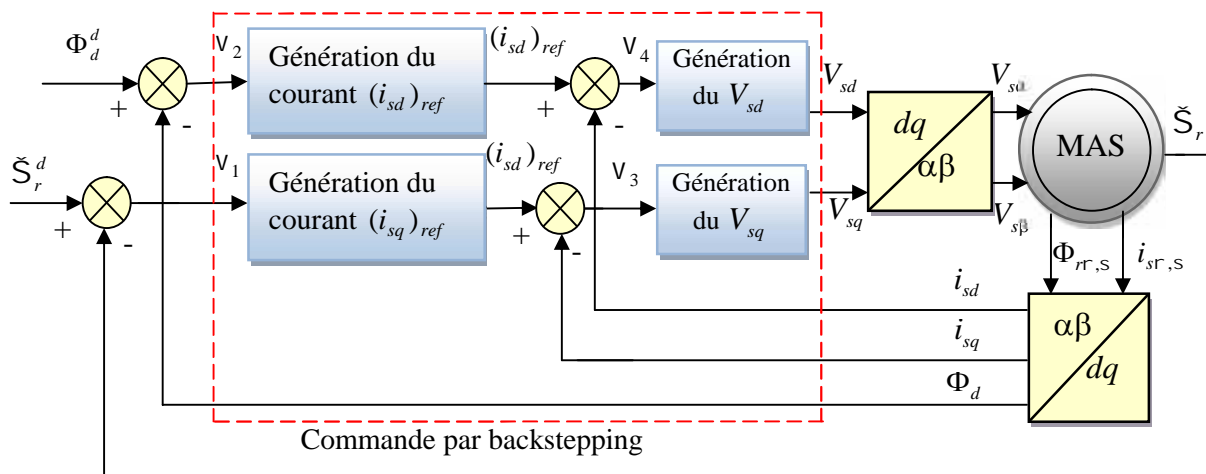 Φ_d^d
+
-
V_2
Génération du
courant (i_sd)_ref
(i_sd)_ref
+
-
V_4
Génération
du V_sd
V_sd
dq
αβ
V_sα
MAS
Š_r
Š_r^d
+
-
V_1
Génération du
courant (i_sq)_ref
(i_sd)_ref
+
-
V_3
Génération
du V_sq
V_sq
V_sβ
Φ_rΓ,s
i_sΓ,s
i_sd
i_sq
Φ_d
αβ
dq
Commande par backstepping